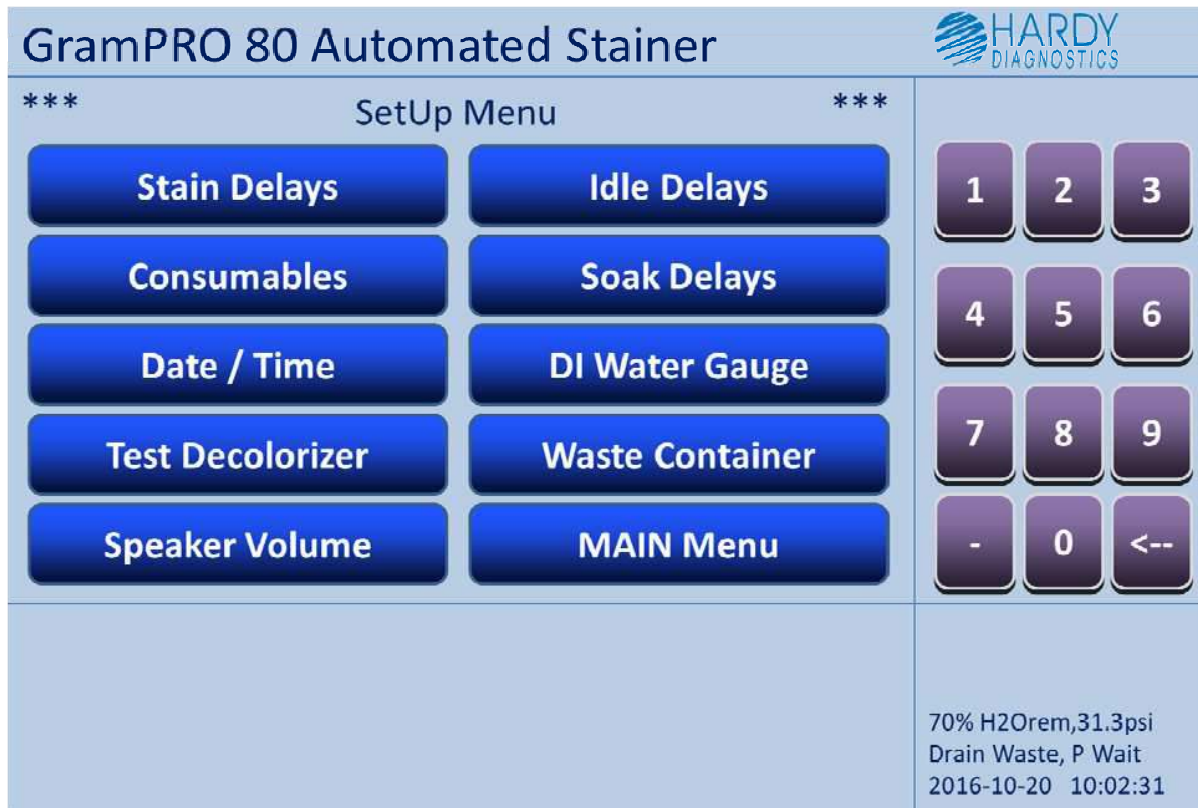 GramPRO 80 Automated Stainer
HARDY
DIAGNOSTICS
*** SetUp Menu ***
Stain Delays Idle Delays
Consumables Soak Delays
Date / Time DI Water Gauge
Test Decolorizer Waste Container
Speaker Volume MAIN Menu
1 2 3
4 5 6
7 8 9
- 0 <--
70% H2Orem,31.3psi
Drain Waste, P Wait
2016-10-20 10:02:31